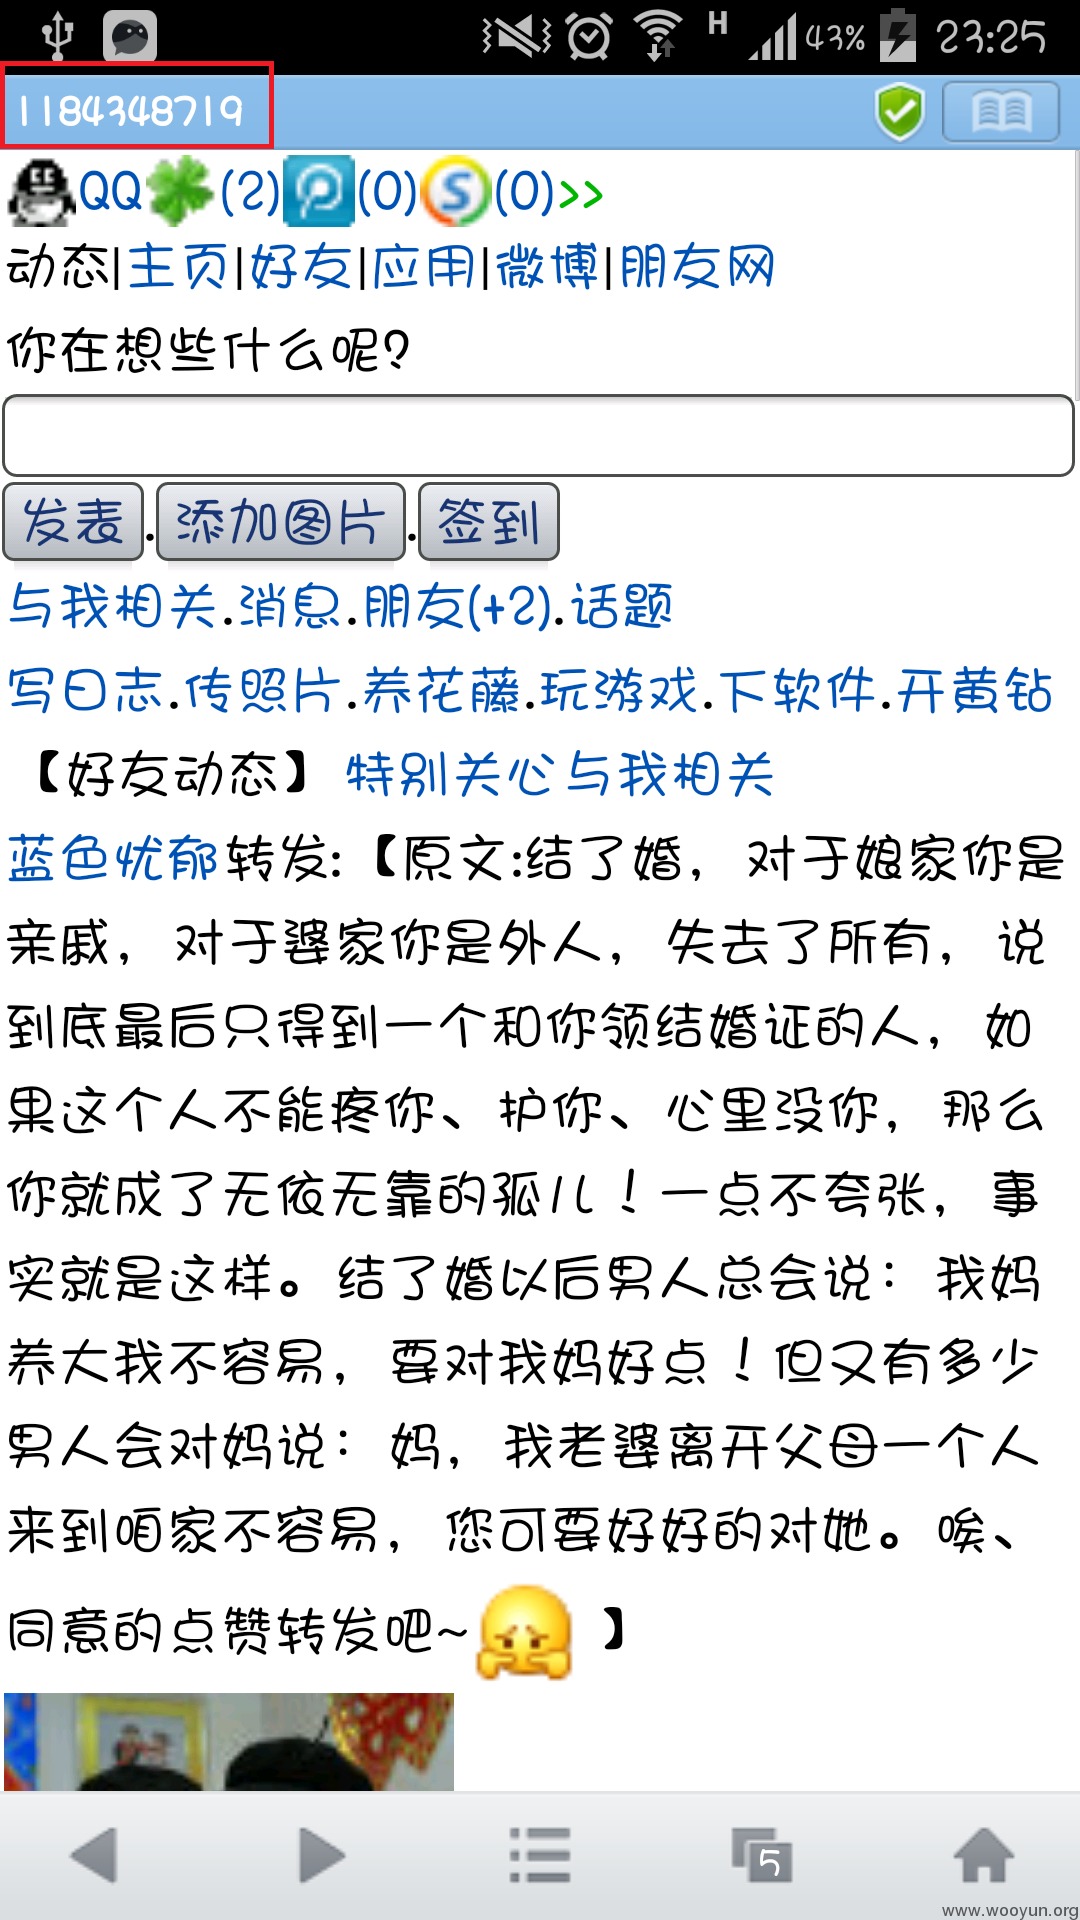 H 43% 23:25
1184348719
QQ(2)(0)(0)>>
动态|主页|好友|应用|微博|朋友网
你在想些什么呢?
发表.添加图片.签到
与我相关.消息.朋友(+2).话题
写日志.传照片.养花藤.玩游戏.下软件.开黄钻
【好友动态】 特别关心与我相关
蓝色忧郁转发:【原文:结了婚，对于娘家你是
亲戚，对于婆家你是外人，失去了所有，说
到底最后只得到一个和你领结婚证的人，如
果这个人不能疼你、护你、心里没你，那么
你就成了无依无靠的孤儿！一点不夸张，事
实就是这样。结了婚以后男人总会说：我妈
养大我不容易，要对我妈好点！但又有多少
男人会对妈说：妈，我老婆离开父母一个人
来到咱家不容易，您可要好好的对她。唉、
同意的点赞转发吧~ 】
5
www.wooyun.org